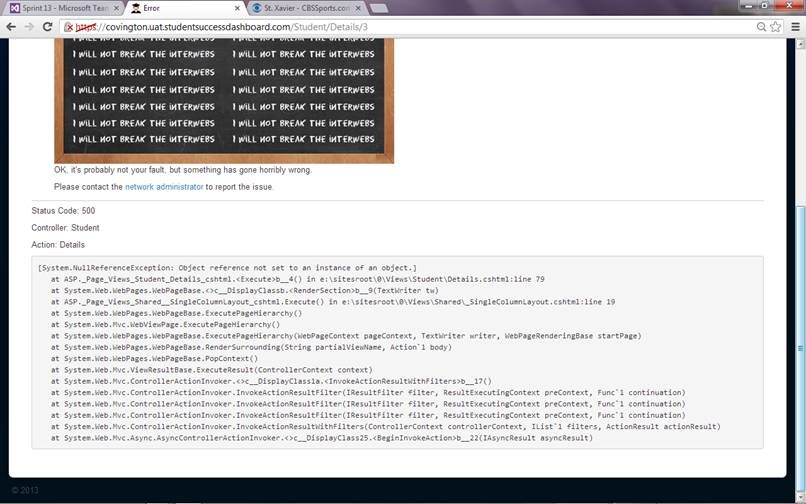 Sprint 13 - Microsoft Team
Error
St. Xavier - CBSSports.com
https://covington.uat.studentsuccessdashboard.com/Student/Details/3
I WILL NOT BREAK THE INTERWEBS I WILL NOT BREAK THE INTERWEBS
I WILL NOT BREAK THE INTERWEBS I WILL NOT BREAK THE INTERWEBS
I WILL NOT BREAK THE INTERWEBS I WILL NOT BREAK THE INTERWEBS
I WILL NOT BREAK THE INTERWEBS I WILL NOT BREAK THE INTERWEBS
I WILL NOT BREAK THE INTERWEBS I WILL NOT BREAK THE INTERWEBS
I WILL NOT BREAK THE INTERWEBS I WILL NOT BREAK THE INTERWEBS
I WILL NOT BREAK THE INTERWEBS I WILL NOT BREAK THE INTERWEBS
OK, it's probably not your fault, but something has gone horribly wrong.
Please contact the network administrator to report the issue.
Status Code: 500
Controller: Student
Action: Details
[System.NullReferenceException: Object reference not set to an instance of an object.]
at ASP._Page_Views_Student_Details_cshtml.<Execute>b__4() in e:\sitesroot\0\Views\Student\Details.cshtml:line 79
at System.Web.WebPages.WebPageBase.<>c__DisplayClassb.<RenderSection>b__9(TextWriter tw)
at ASP._Page_Views_Shared__SingleColumnLayout_cshtml.Execute() in e:\sitesroot\0\Views\Shared\_SingleColumnLayout.cshtml:line 19
at System.Web.WebPages.WebPageBase.ExecutePageHierarchy()
at System.Web.Mvc.WebViewPage.ExecutePageHierarchy()
at System.Web.WebPages.WebPageBase.ExecutePageHierarchy(WebPageContext pageContext, TextWriter writer, WebPageRenderingBase startPage)
at System.Web.WebPages.WebPageBase.RenderSurrounding(String partialViewName, Action`1 body)
at System.Web.WebPages.WebPageBase.PopContext()
at System.Web.Mvc.ViewResultBase.ExecuteResult(ControllerContext context)
at System.Web.Mvc.ControllerActionInvoker.<>c__DisplayClass1a.<InvokeActionResultWithFilters>b__17()
at System.Web.Mvc.ControllerActionInvoker.InvokeActionResultFilter(IResultFilter filter, ResultExecutingContext preContext, Func`1 continuation)
at System.Web.Mvc.ControllerActionInvoker.InvokeActionResultFilter(IResultFilter filter, ResultExecutingContext preContext, Func`1 continuation)
at System.Web.Mvc.ControllerActionInvoker.InvokeActionResultFilter(IResultFilter filter, ResultExecutingContext preContext, Func`1 continuation)
at System.Web.Mvc.ControllerActionInvoker.InvokeActionResultWithFilters(ControllerContext controllerContext, IList`1 filters, ActionResult actionResult)
at System.Web.Mvc.Async.AsyncControllerActionInvoker.<>c__DisplayClass25.<BeginInvokeAction>b__22(IAsyncResult asyncResult)
© 2013